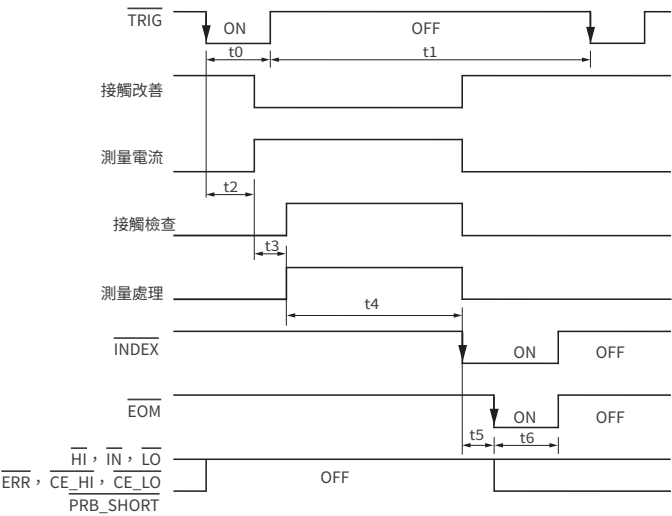 TRIG
ON
OFF
t0
t1
接觸改善
測量電流
t2
接觸檢查
t3
測量處理
t4
INDEX
ON
OFF
EOM
ON
OFF
t5
t6
HI，IN，LO
ERR，CE_HI，CE_LO
OFF
PRB_SHORT